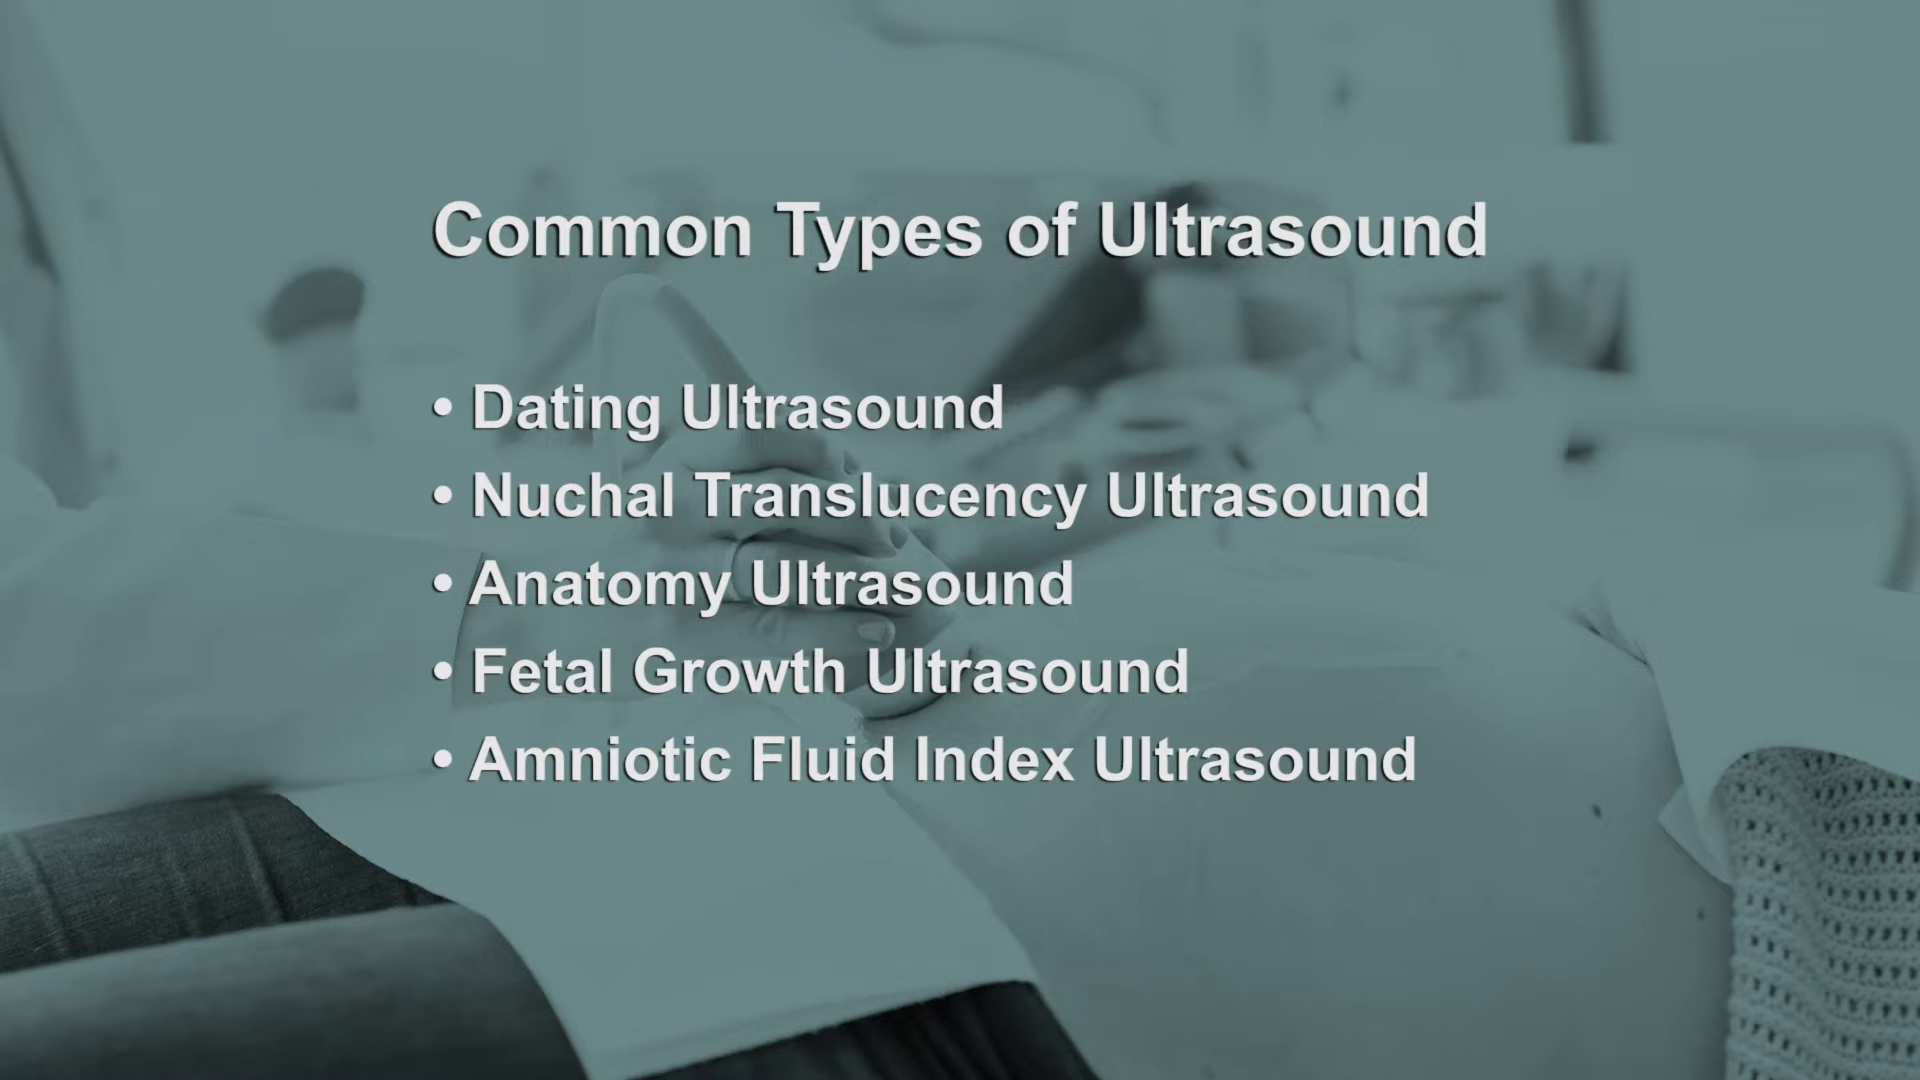 Common Types of Ultrasound
• Dating Ultrasound
• Nuchal Translucency Ultrasound
• Anatomy Ultrasound
• Fetal Growth Ultrasound
• Amniotic Fluid Index Ultrasound